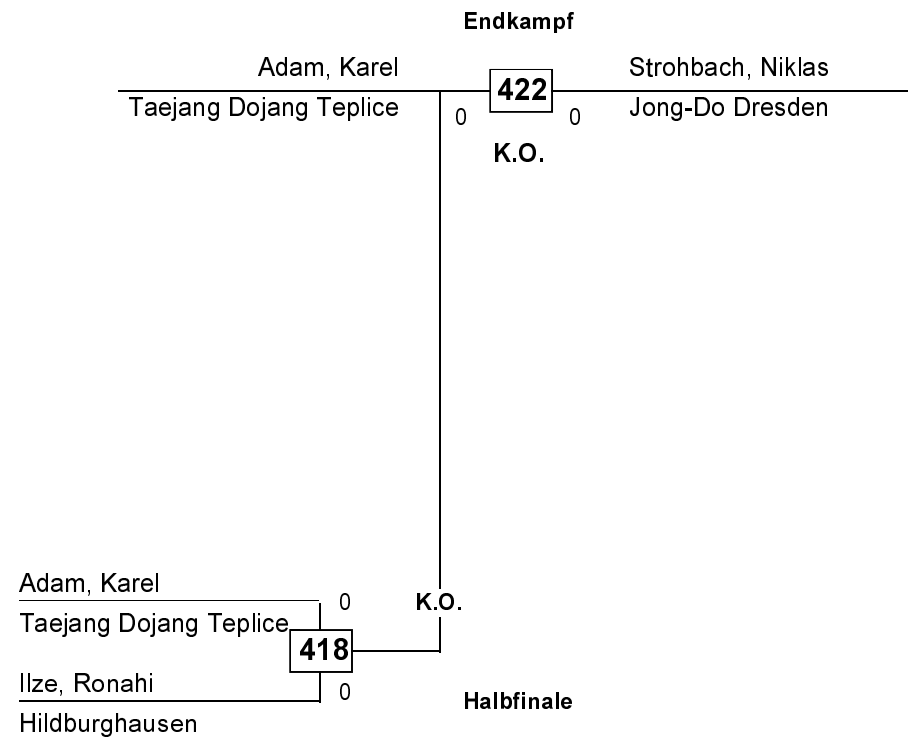 Endkampf
Adam, Karel
422
Strohbach, Niklas
Taejang Dojang Teplice
0
0
Jong-Do Dresden
K.O.
Adam, Karel
0
K.O.
Taejang Dojang Teplice
418
Ilze, Ronahi
0
Halbfinale
Hildburghausen